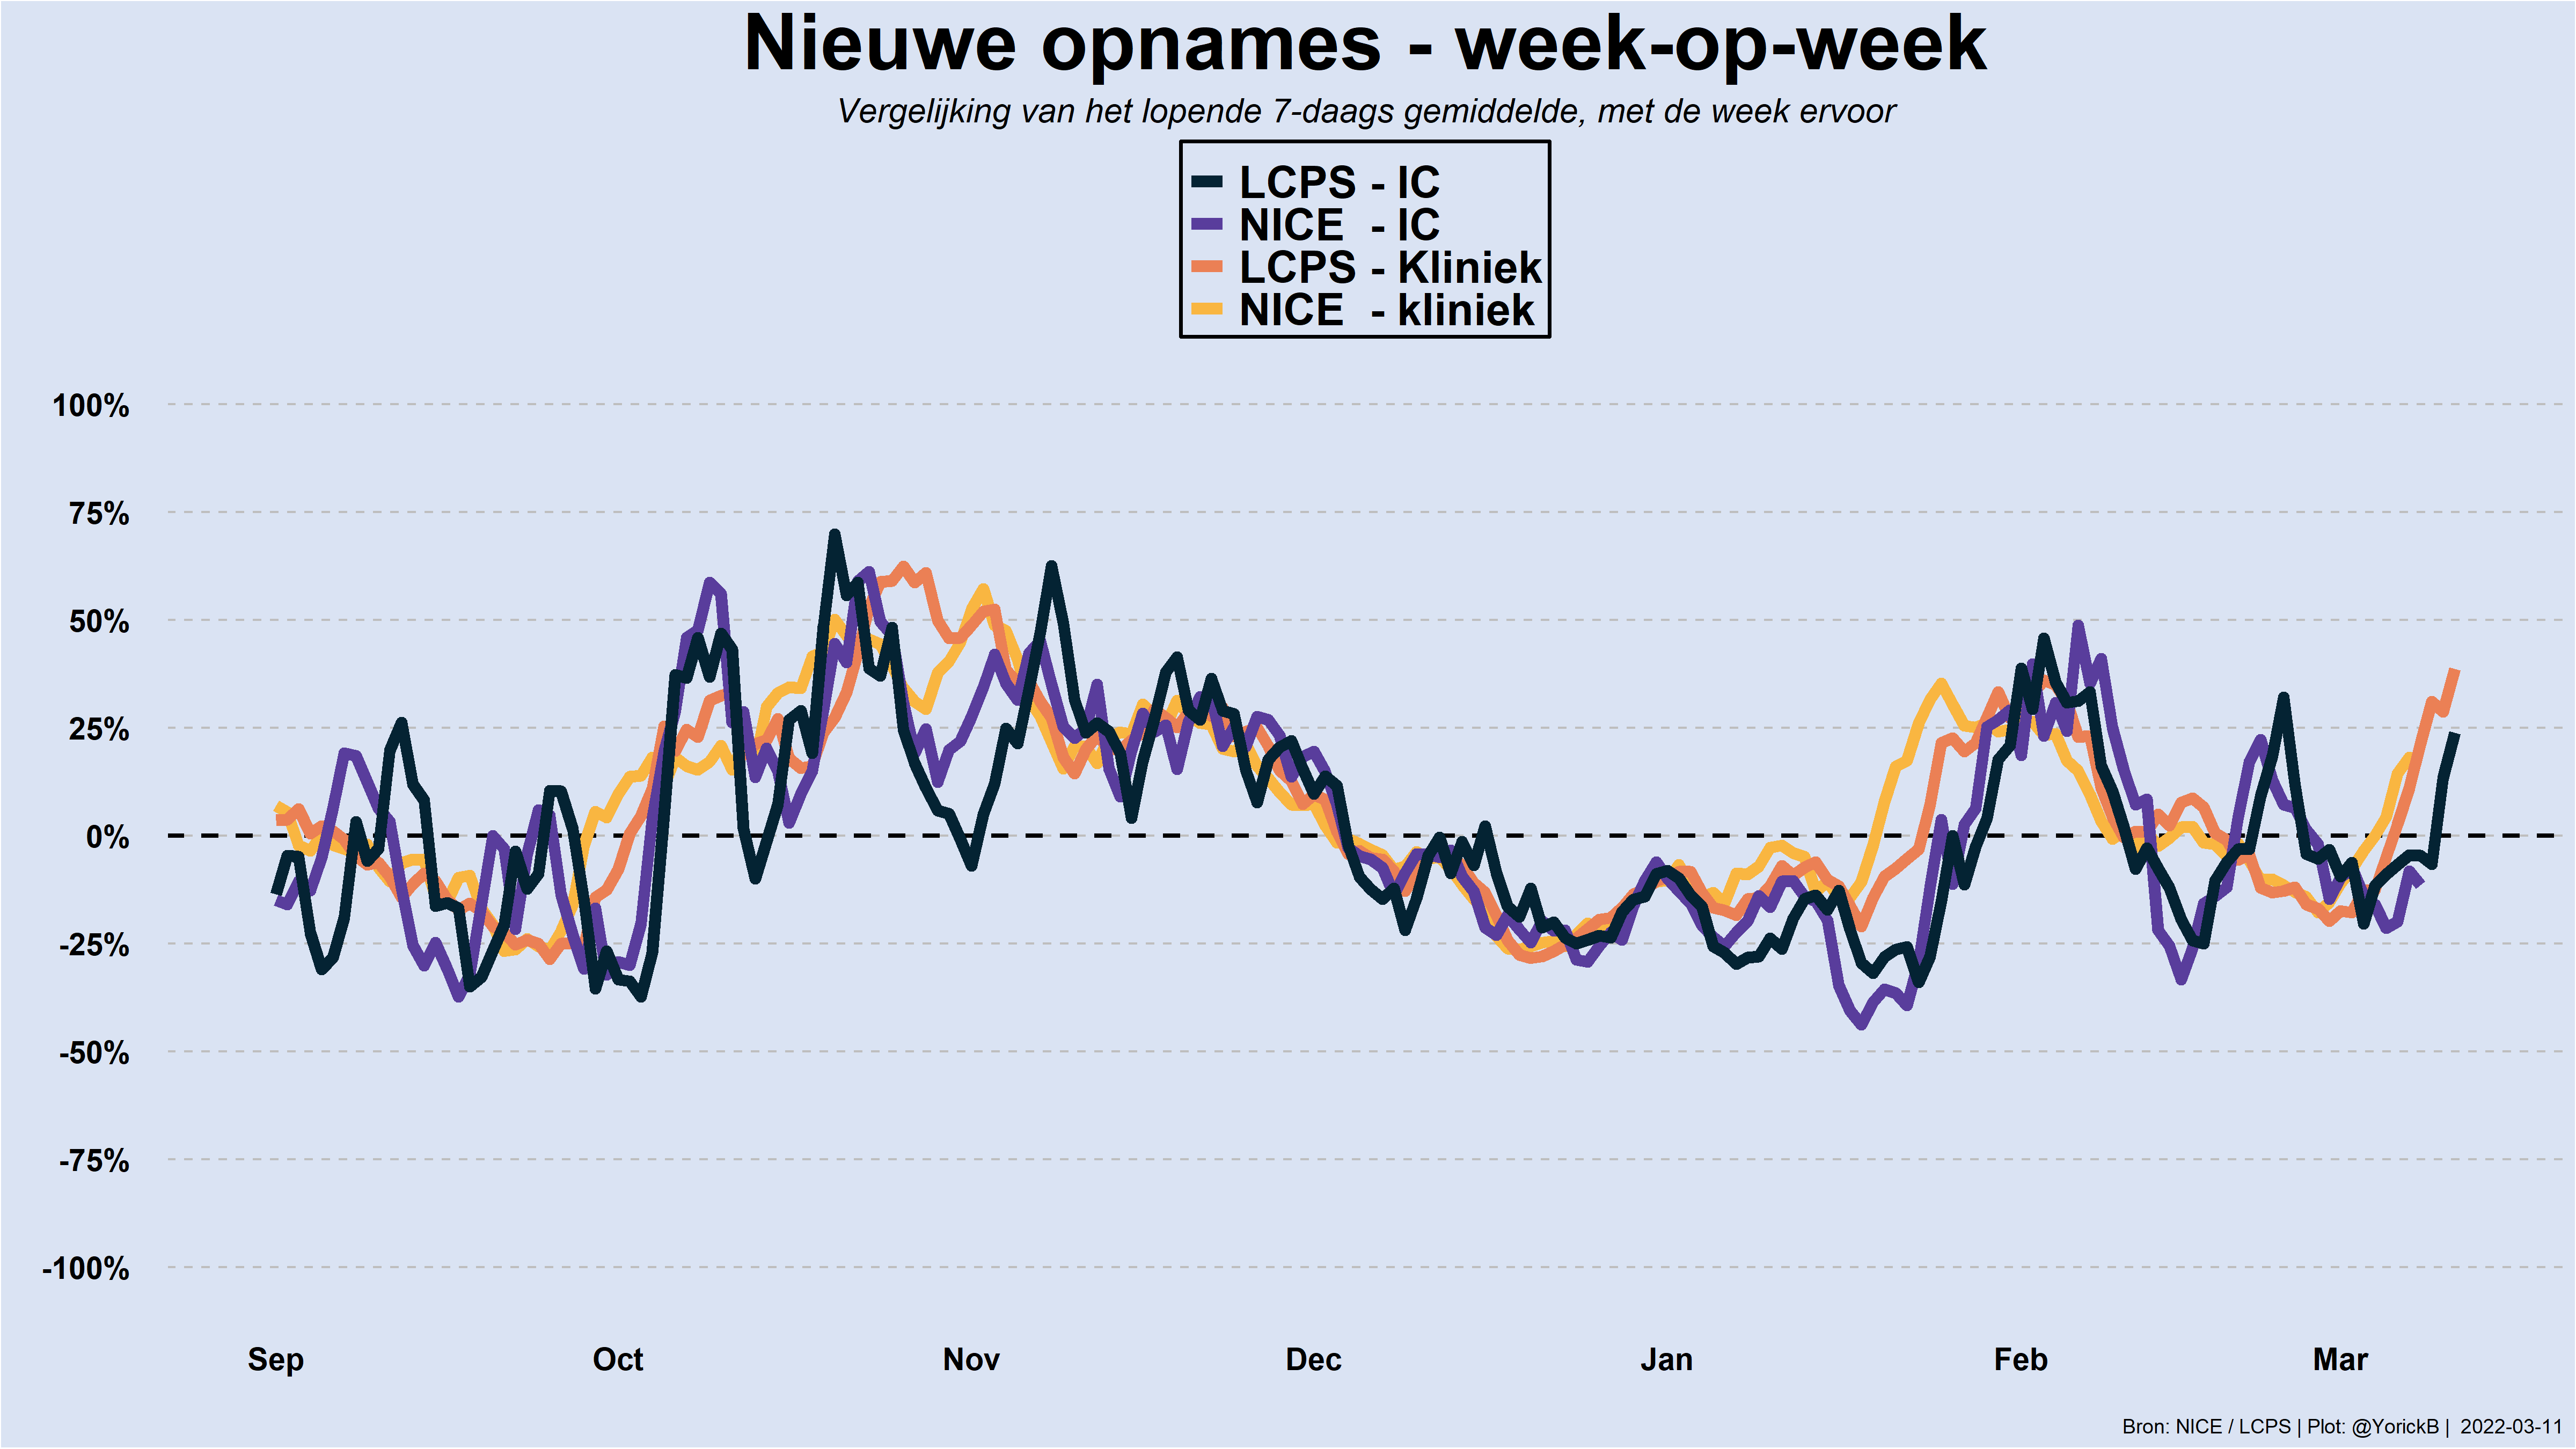 Nieuwe opnames - week-op-week
Vergelijking van het lopende 7-daags gemiddelde, met de week ervoor
LCPS - IC
NICE - IC
LCPS - Kliniek
NICE - kliniek
100%
75%
50%
25%
0%
-25%
-50%
-75%
-100%
Sep Oct Nov Dec Jan Feb Mar
Bron: NICE / LCPS | Plot: @YorickB | 2022-03-11